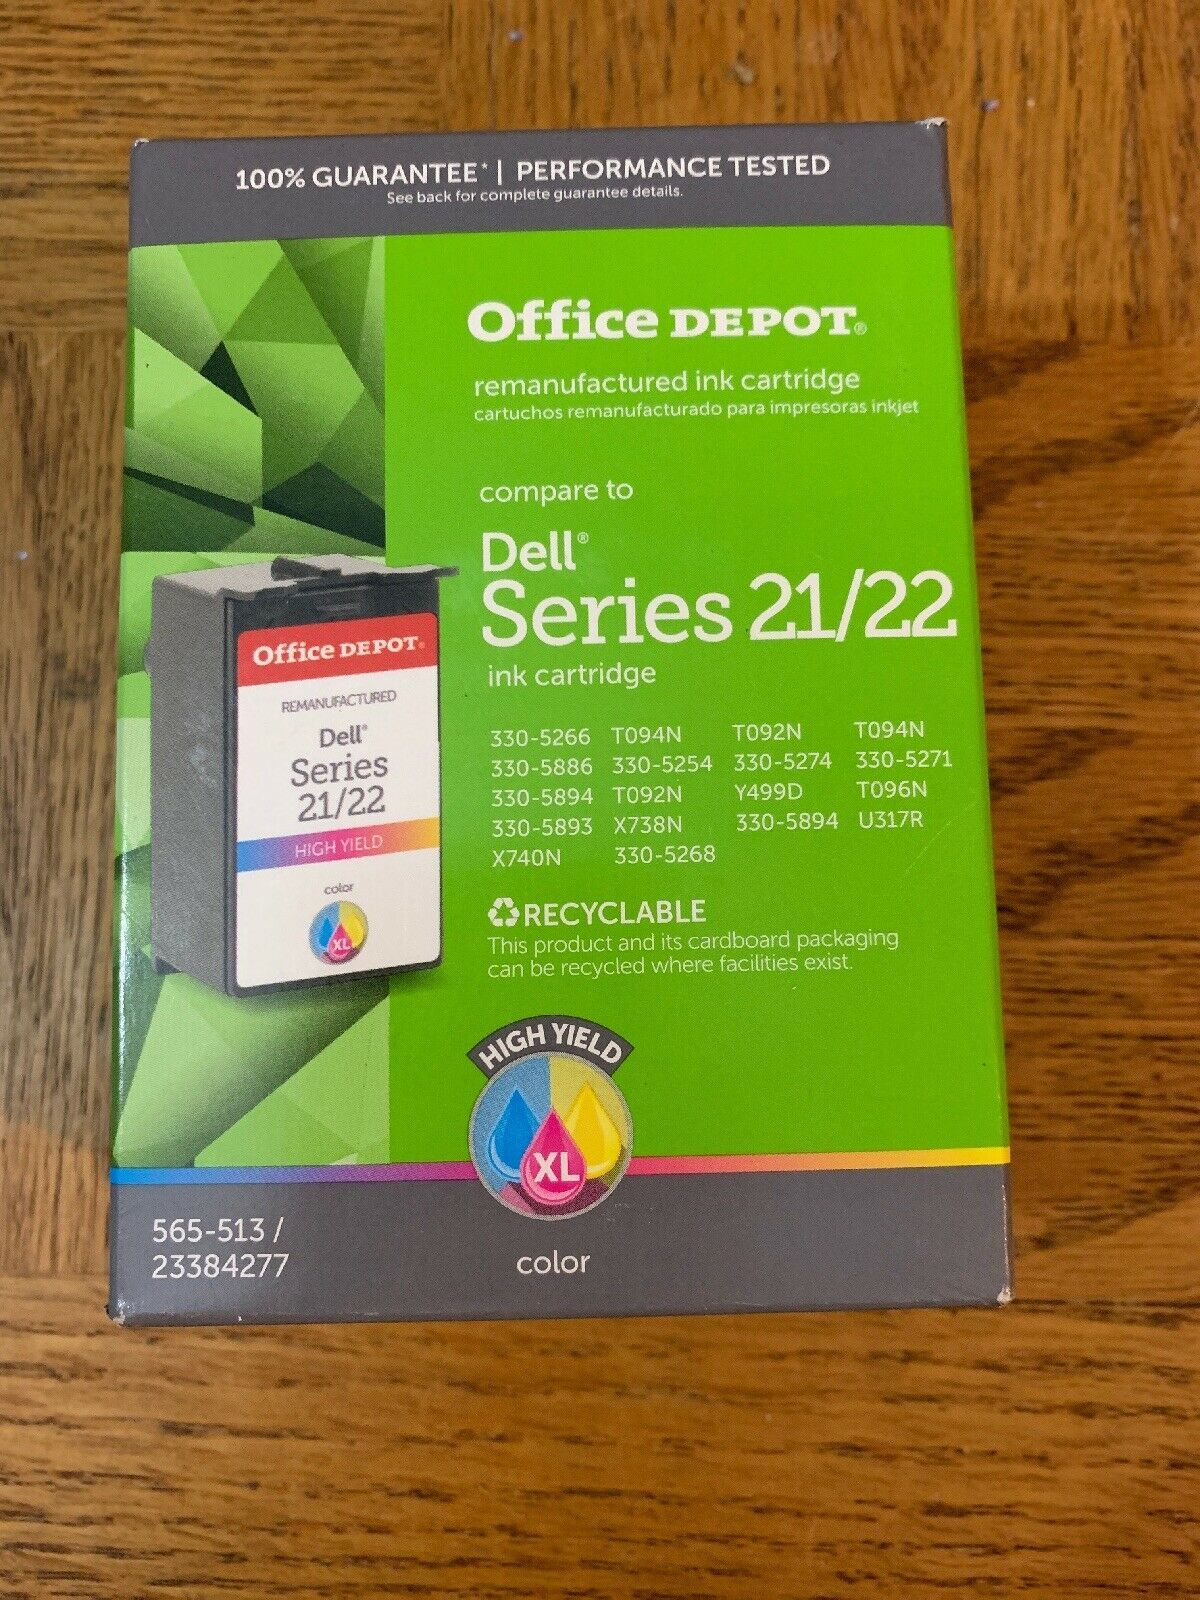 100% GUARANTEE* | PERFORMANCE TESTED
See back for complete guarantee details.
Office DEPOT®
remanufactured ink cartridge
cartuchos remanufacturado para impresoras inkjet
compare to
Dell®
Series 21/22
ink cartridge
330-5266 T094N T092N T094N
330-5886 330-5254 330-5274 330-5271
330-5894 T092N Y499D T096N
330-5893 X738N 330-5894 U317R
X740N 330-5268
RECYCLABLE
This product and its cardboard packaging
can be recycled where facilities exist.
Office DEPOT®
REMANUFACTURED
Dell®
Series
21/22
HIGH YIELD
color
XL
HIGH YIELD
XL
color
565-513 /
23384277